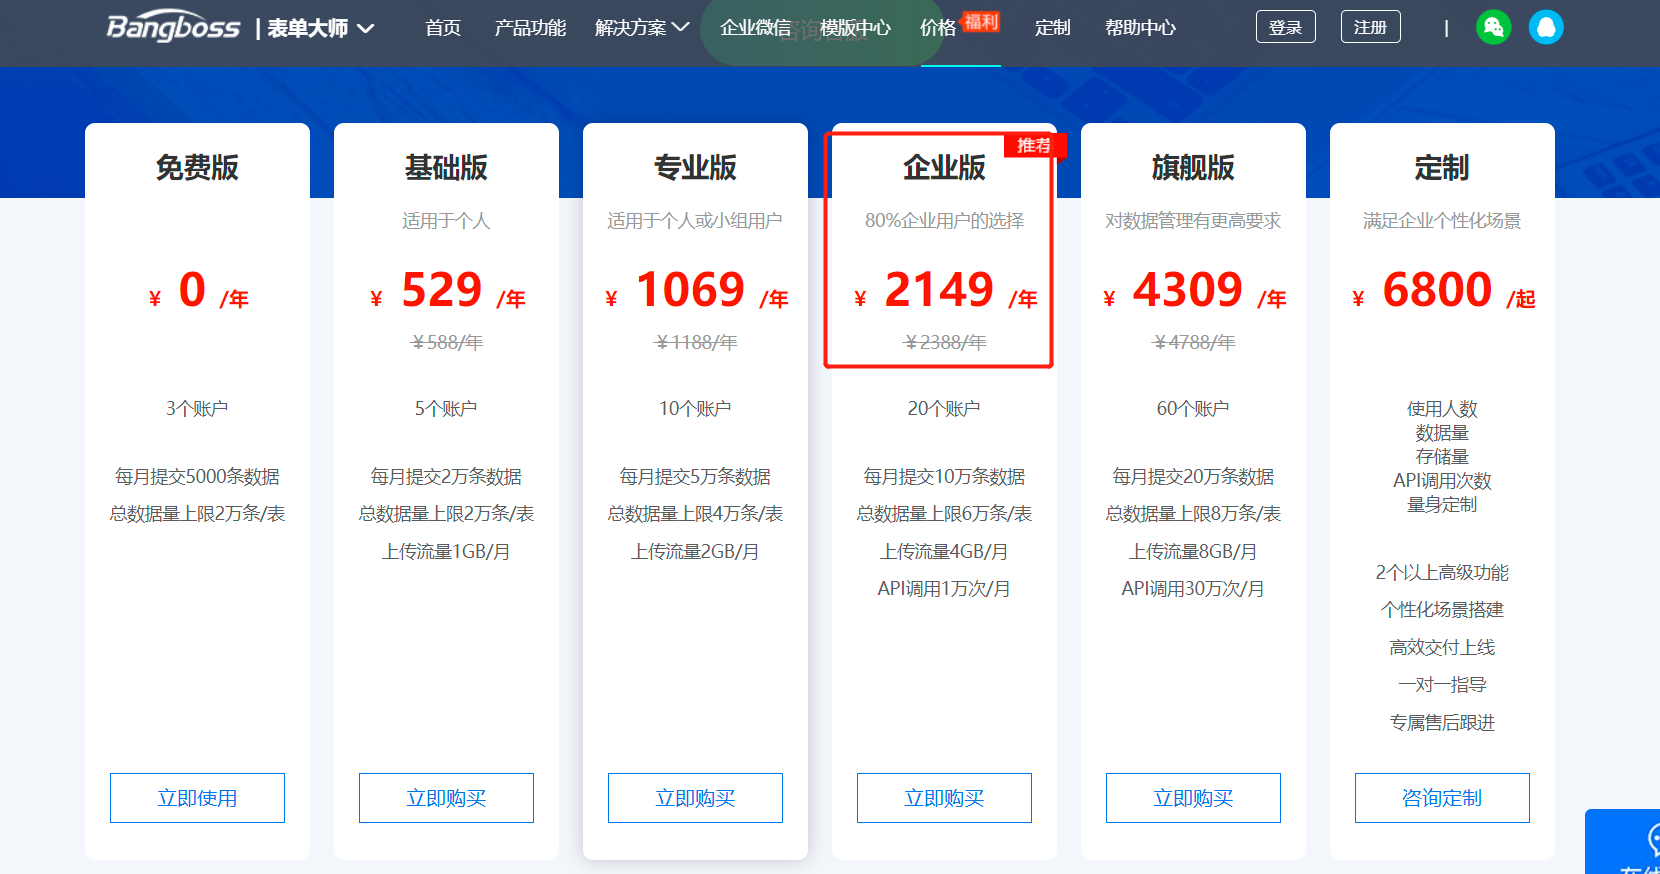 Bangboss | 表单大师
首页
产品功能
解决方案
企业微信
模版中心
价格
福利
定制
帮助中心
登录
注册
|
免费版
¥ 0 /年
3个账户
每月提交5000条数据
总数据量上限2万条/表
立即使用
基础版
适用于个人
¥ 529 /年
¥588/年
5个账户
每月提交2万条数据
总数据量上限2万条/表
上传流量1GB/月
立即购买
专业版
适用于个人或小组用户
¥ 1069 /年
¥1188/年
10个账户
每月提交5万条数据
总数据量上限4万条/表
上传流量2GB/月
立即购买
推荐
企业版
80%企业用户的选择
¥ 2149 /年
¥2388/年
20个账户
每月提交10万条数据
总数据量上限6万条/表
上传流量4GB/月
API调用1万次/月
立即购买
旗舰版
对数据管理有更高要求
¥ 4309 /年
¥4788/年
60个账户
每月提交20万条数据
总数据量上限8万条/表
上传流量8GB/月
API调用30万次/月
立即购买
定制
满足企业个性化场景
¥ 6800 /起
使用人数
数据量
存储量
API调用次数
量身定制
2个以上高级功能
个性化场景搭建
高效交付上线
一对一指导
专属售后跟进
咨询定制